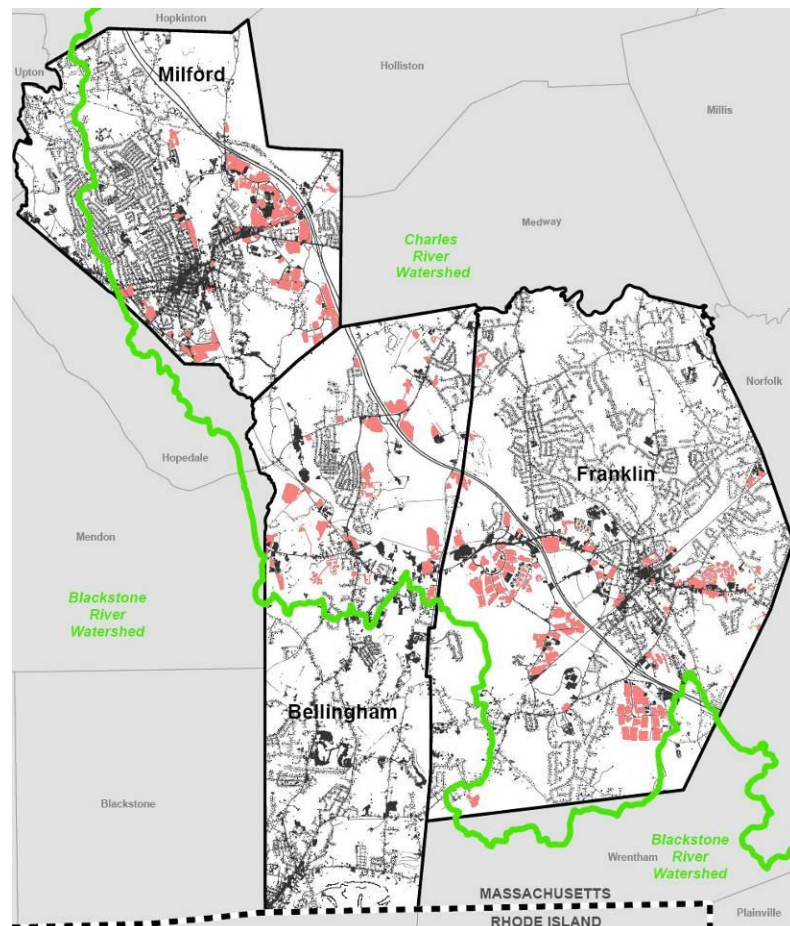 Hopkinton
Upton
Milford
Holliston
Millis
Charles
River
Watershed
Medway
Norfolk
Hopedale
Franklin
Mendon
Blackstone
River
Watershed
Bellingham
Blackstone
Blackstone
River
Watershed
Wrentham
MASSACHUSETTS
RHODE ISLAND
Plainville